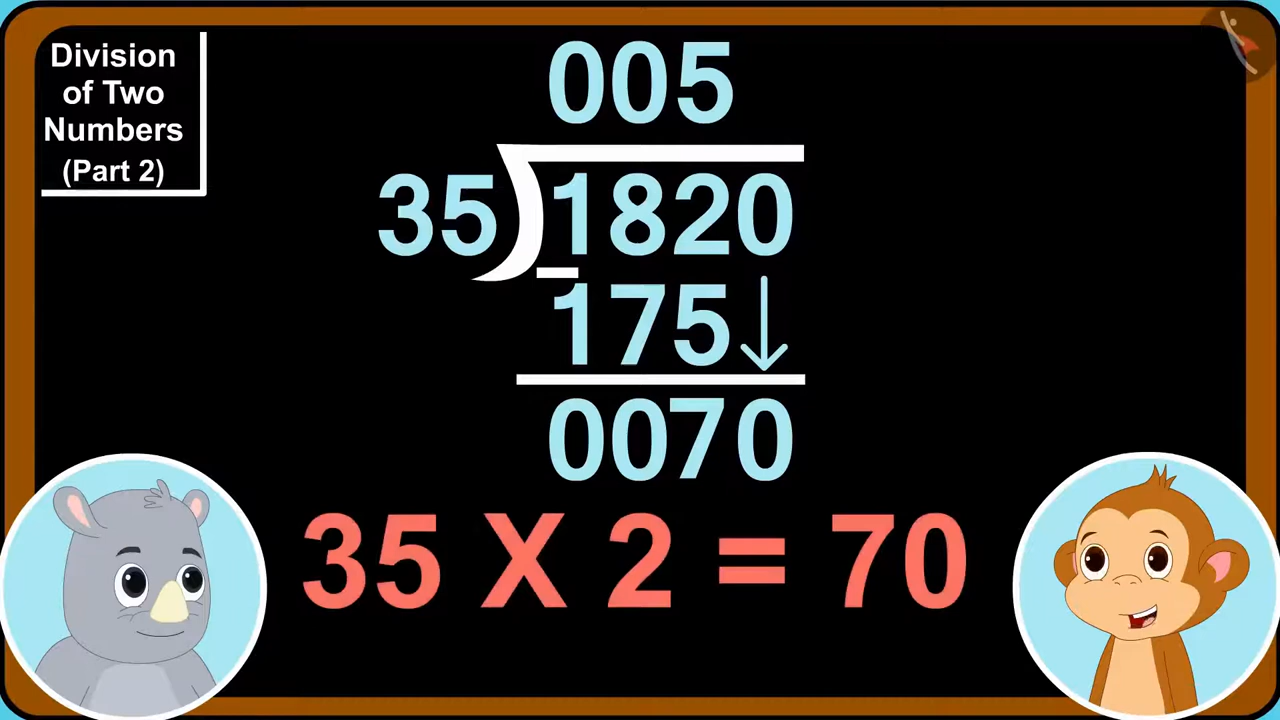 Division
of Two
Numbers
(Part 2)
005
35 1820
175
0070
35 X 2 = 70